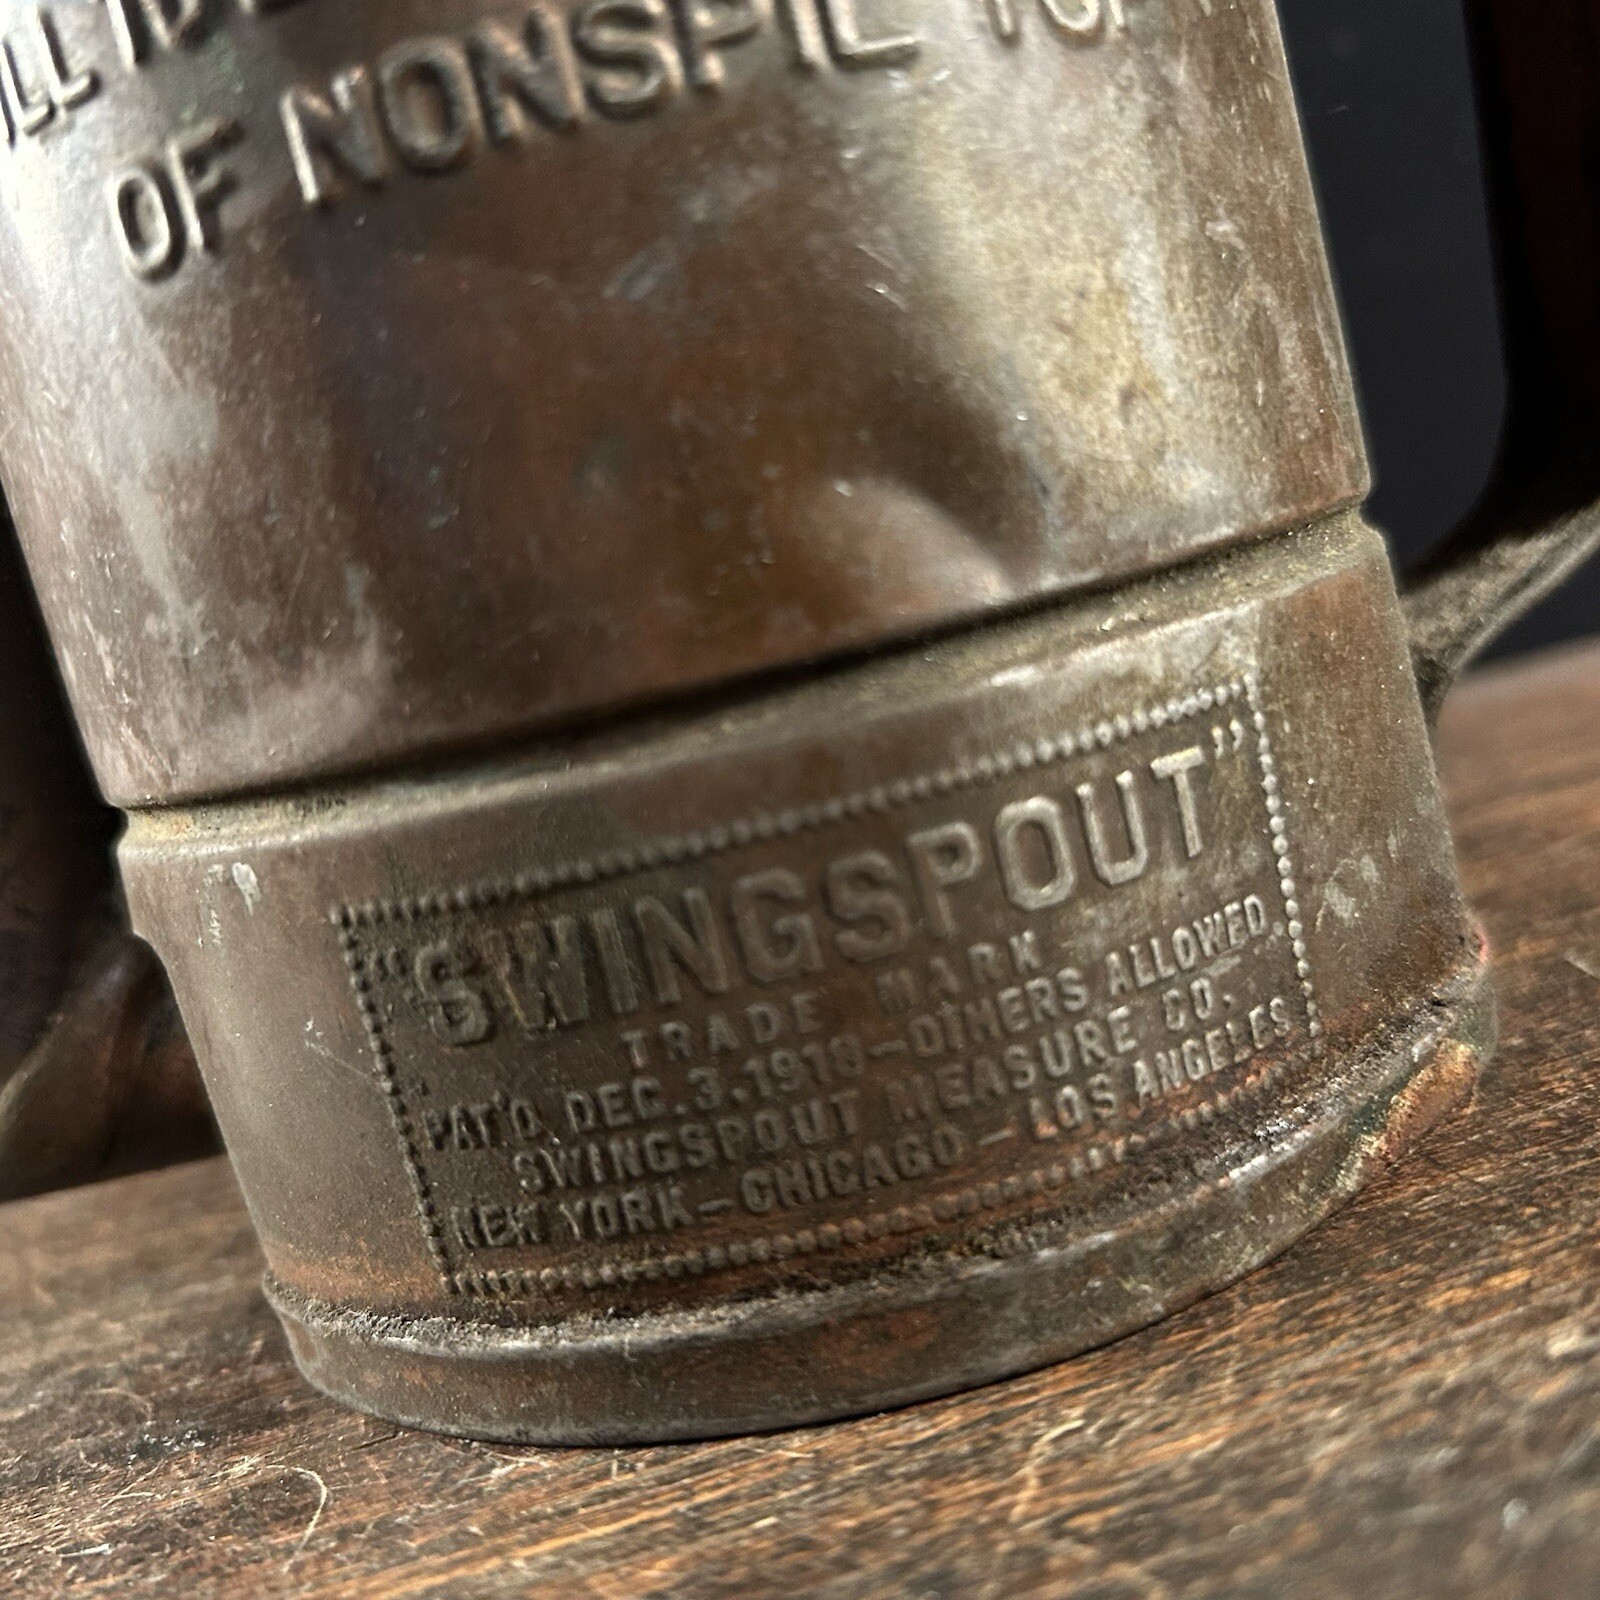 OF NONSPIL TOP
"SWINGSPOUT"
TRADE MARK
PAT'D. DEC. 3. 1918-OTHERS ALLOWED
SWINGSPOUT MEASURE CO.
NEW YORK-CHICAGO-LOS ANGELES